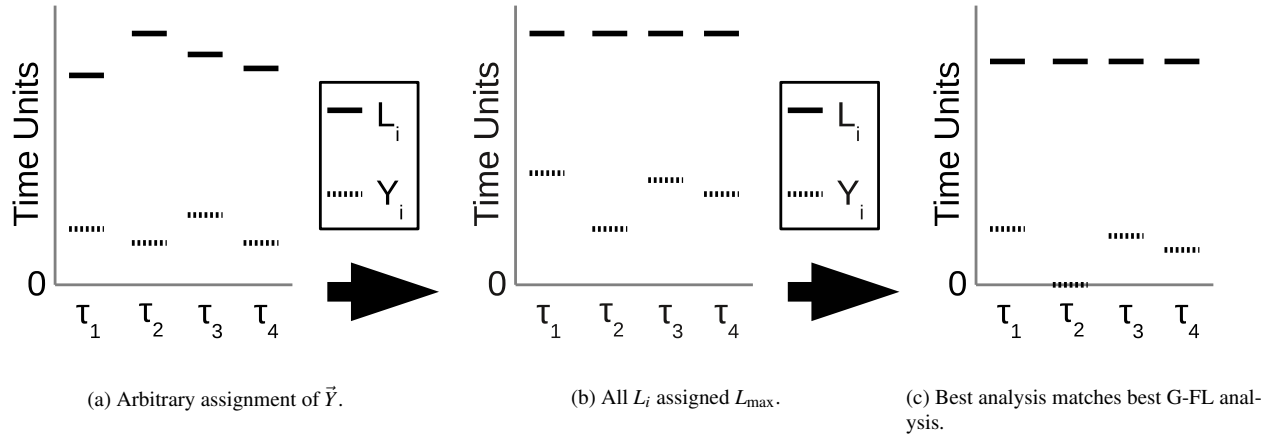 Time Units
0
τ1 τ2 τ3 τ4
Li
Yi
Time Units
0
τ1 τ2 τ3 τ4
Li
Yi
Time Units
0
τ1 τ2 τ3 τ4
(a) Arbitrary assignment of Y⃗.
(b) All Li assigned Lmax.
(c) Best analysis matches best G-FL anal-
ysis.